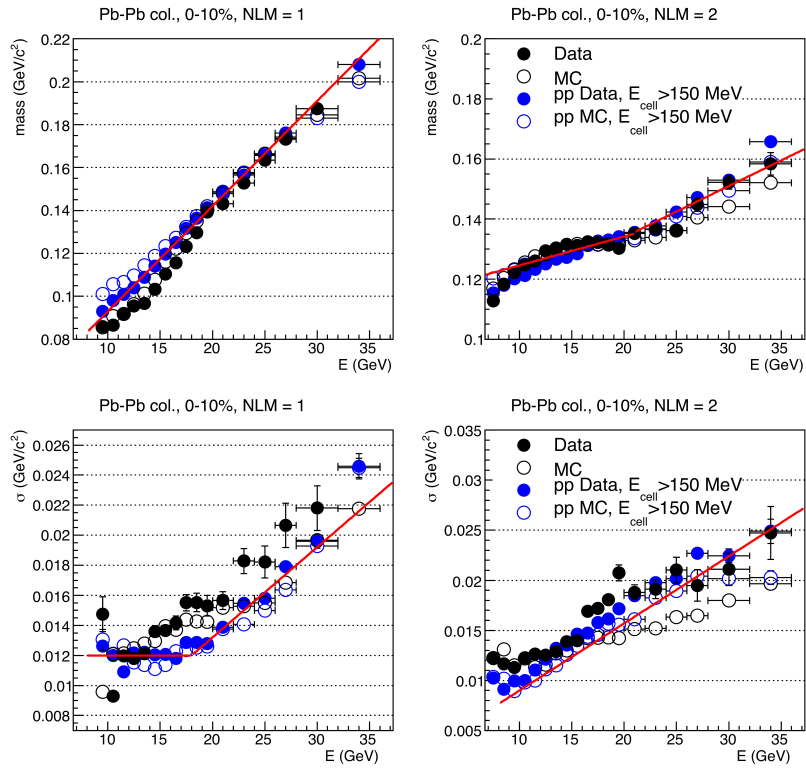 Pb-Pb col., 0-10%, NLM = 1
mass (GeV/c²)
0.22
0.2
0.18
0.16
0.14
0.12
0.1
0.08
10 15 20 25 30 35
E (GeV)
Pb-Pb col., 0-10%, NLM = 2
mass (GeV/c²)
0.2
0.18
0.16
0.14
0.12
0.1
Data
MC
pp Data, E_cell>150 MeV
pp MC, E_cell>150 MeV
10 15 20 25 30 35
E (GeV)
Pb-Pb col., 0-10%, NLM = 1
σ (GeV/c²)
0.026
0.024
0.022
0.02
0.018
0.016
0.014
0.012
0.01
0.008
10 15 20 25 30 35
E (GeV)
Pb-Pb col., 0-10%, NLM = 2
σ (GeV/c²)
0.035
0.03
0.025
0.02
0.015
0.01
0.005
Data
MC
pp Data, E_cell>150 MeV
pp MC, E_cell>150 MeV
10 15 20 25 30 35
E (GeV)